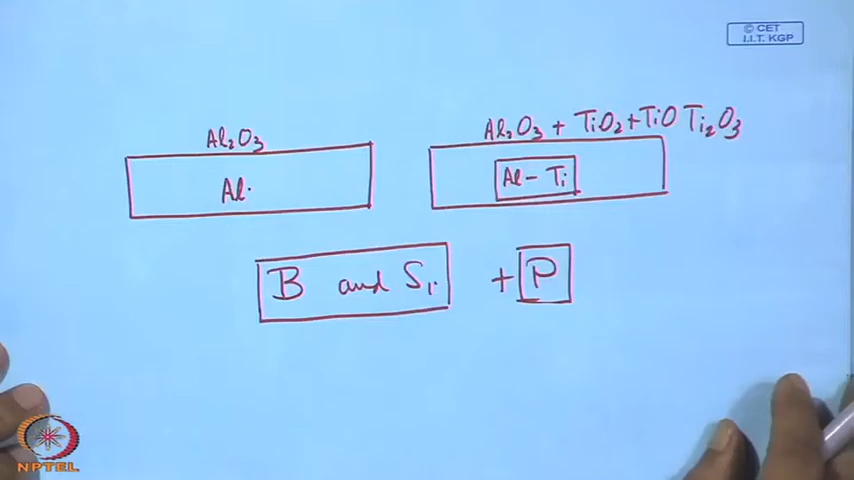 © CET
I.I.T. KGP
Al₂O₃
Al₂O₃ + TiO₂ + TiO Ti₂O₃
Al
Al - Ti
B and Si + P
NPTEL